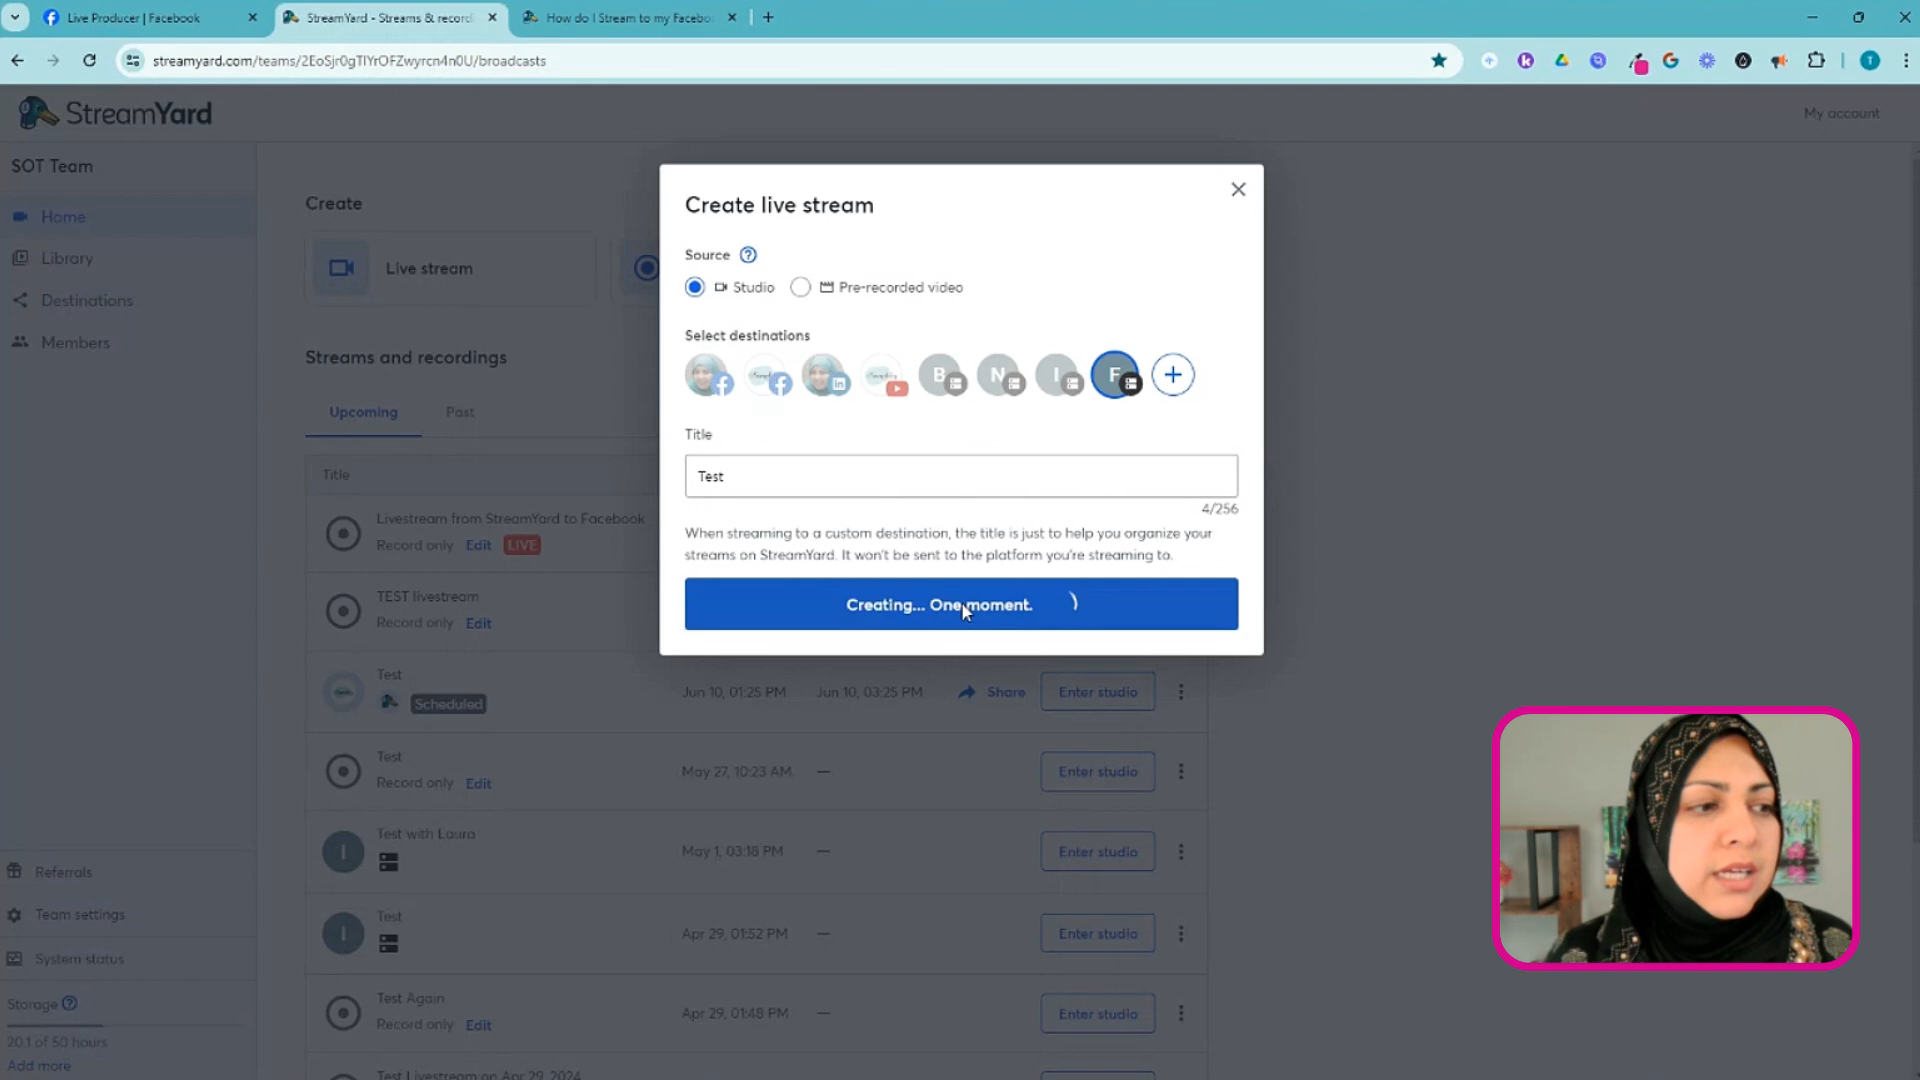 Live Producer | Facebook
StreamYard - Streams & record
How do I Stream to my Facebo
streamyard.com/teams/2EoSjr0gTlYrOFZwyrcn4n0U/broadcasts
StreamYard
My account
SOT Team
Home
Library
Destinations
Members
Create
Live stream
Streams and recordings
Upcoming
Past
Title
Livestream from StreamYard to Facebook
Record only Edit LIVE
TEST livestream
Record only Edit
Test
Scheduled
Jun 10, 01:25 PM Jun 10, 03:25 PM Share Enter studio
Test
Record only Edit
May 27, 10:23 AM — Enter studio
Test with Laura
I
May 1, 03:18 PM — Enter studio
Test
I
Apr 29, 01:52 PM — Enter studio
Test Again
Record only Edit
Apr 29, 01:48 PM — Enter studio
Test Livestream on Apr 29, 2024
Create live stream
Source
Studio Pre-recorded video
Select destinations
B N I F
Title
Test
4/256
When streaming to a custom destination, the title is just to help you organize your
streams on StreamYard. It won't be sent to the platform you're streaming to.
Creating... One moment.
Referrals
Team settings
System status
Storage
20.1 of 50 hours
Add more